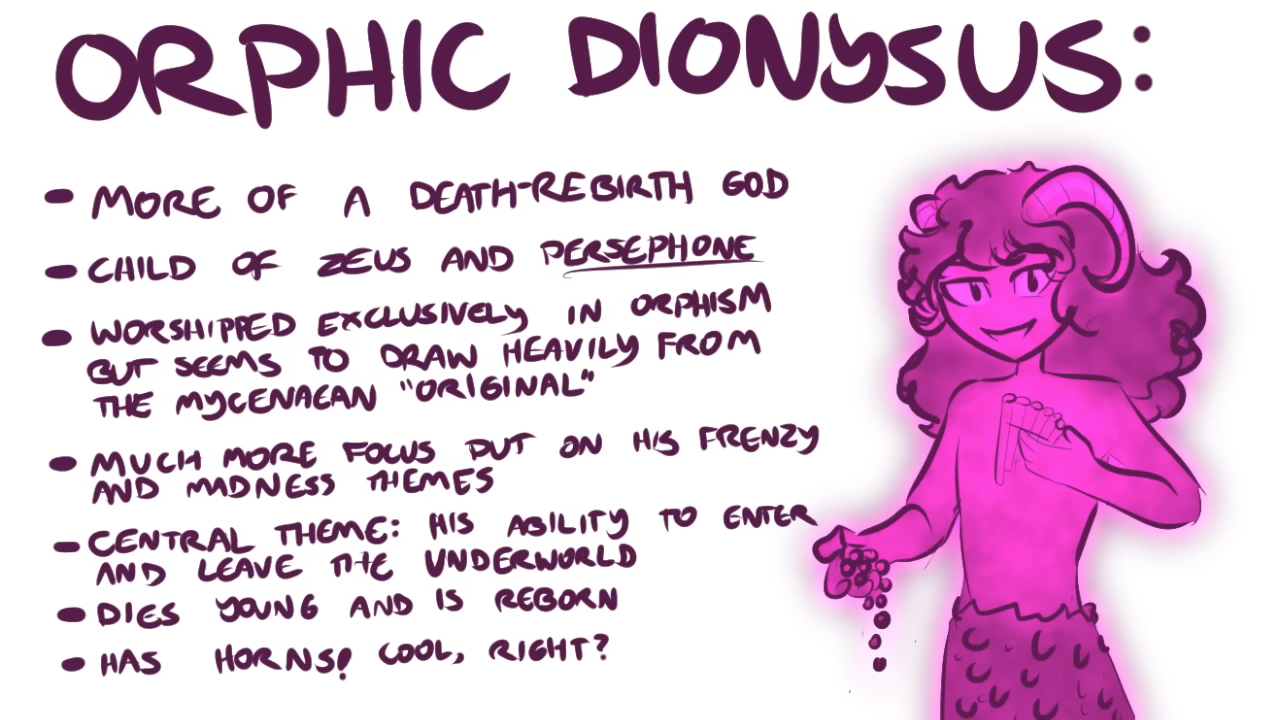 ORPHIC DIONYSUS:
- MORE OF A DEATH-REBIRTH GOD
- CHILD OF ZEUS AND PERSEPHONE
- WORSHIPPED EXCLUSIVELY IN ORPHISM
BUT SEEMS TO DRAW HEAVILY FROM
THE MYCENAEAN "ORIGINAL"
- MUCH MORE FOCUS PUT ON HIS FRENZY
AND MADNESS THEMES
- CENTRAL THEME: HIS ABILITY TO ENTER
AND LEAVE THE UNDERWORLD
- DIES YOUNG AND IS REBORN
- HAS HORNS! COOL, RIGHT?